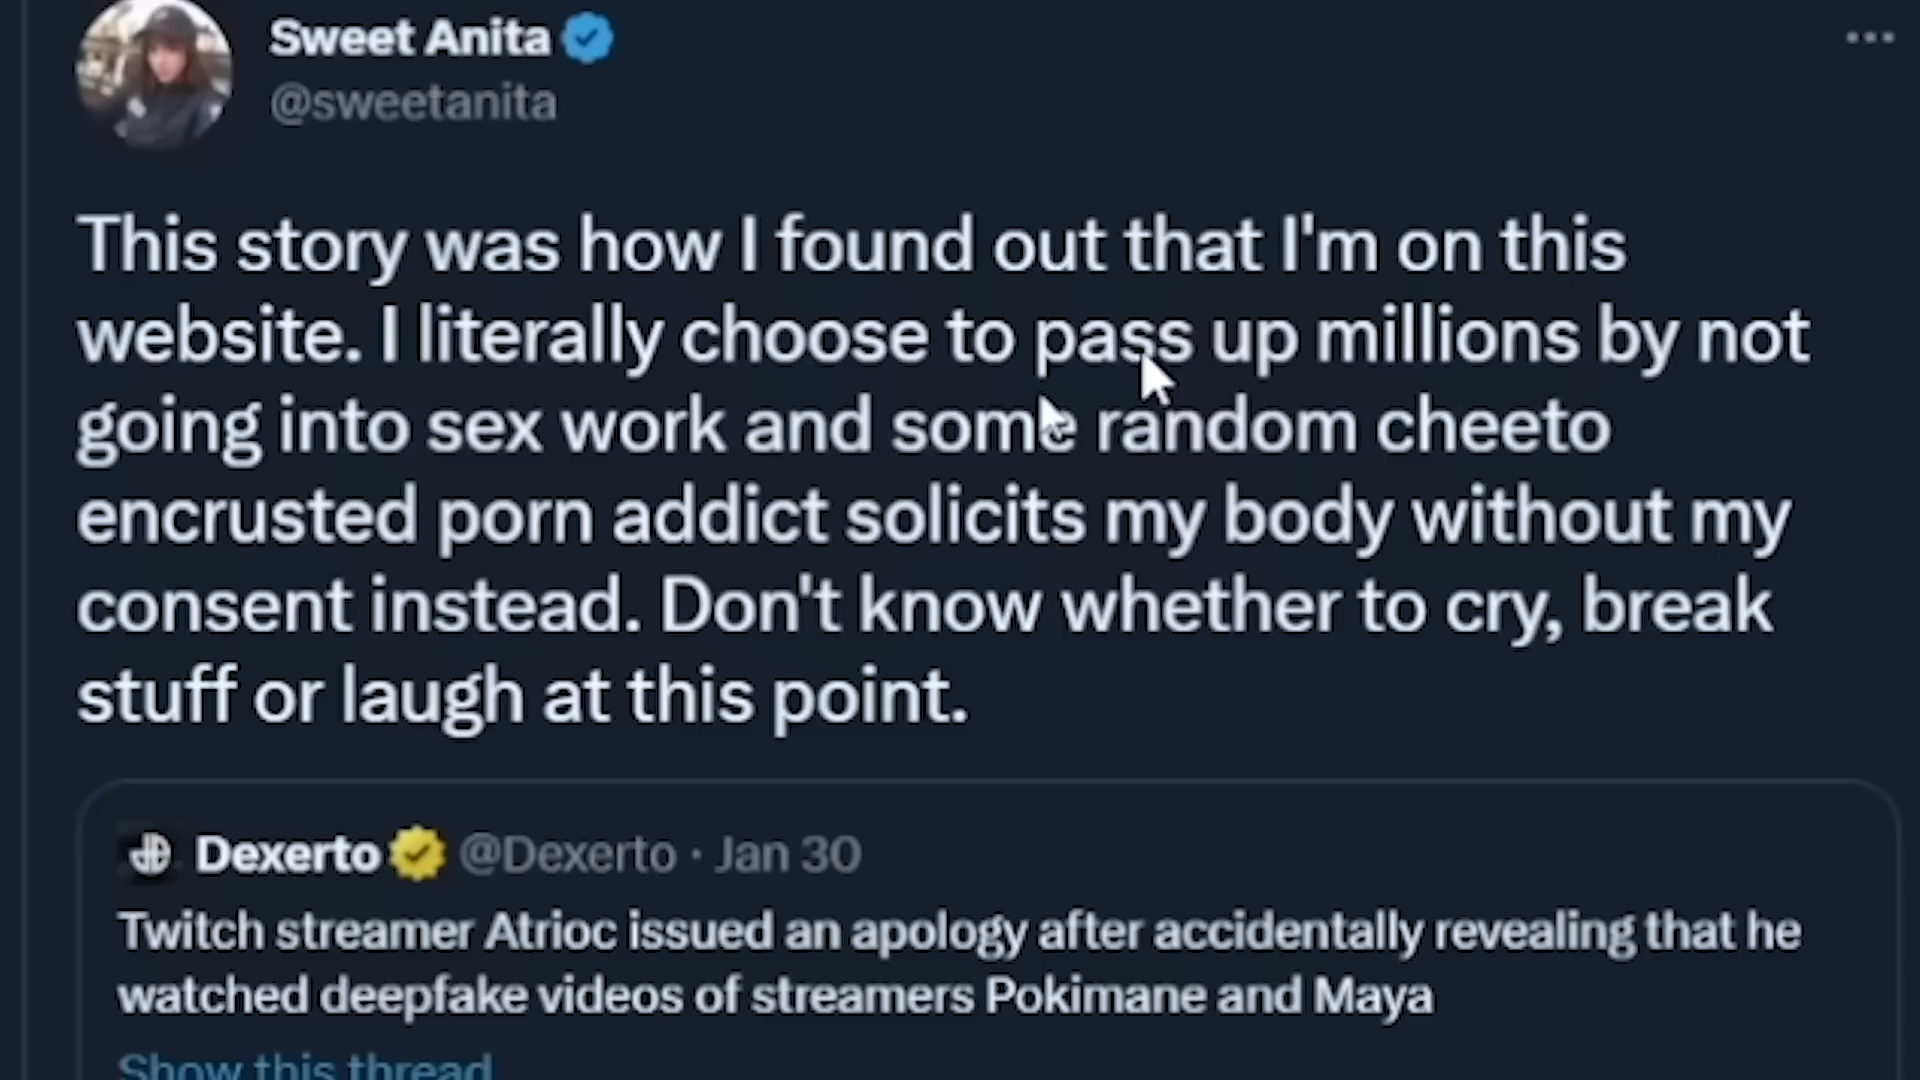 Sweet Anita
@sweetanita
This story was how I found out that I'm on this
website. I literally choose to pass up millions by not
going into sex work and some random cheeto
encrusted porn addict solicits my body without my
consent instead. Don't know whether to cry, break
stuff or laugh at this point.
Dexerto @Dexerto · Jan 30
Twitch streamer Atrioc issued an apology after accidentally revealing that he
watched deepfake videos of streamers Pokimane and Maya
Show this thread